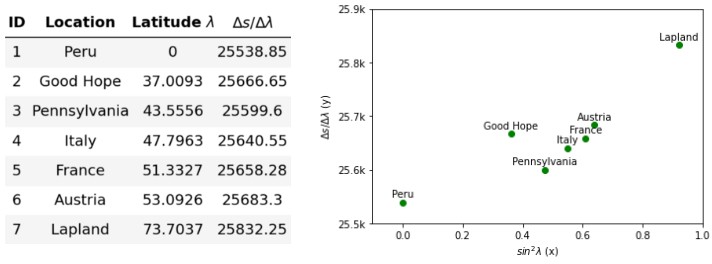 ID Location Latitude λ Δs/Δλ
1 Peru 0 25538.85
2 Good Hope 37.0093 25666.65
3 Pennsylvania 43.5556 25599.6
4 Italy 47.7963 25640.55
5 France 51.3327 25658.28
6 Austria 53.0926 25683.3
7 Lapland 73.7037 25832.25
25.9k
25.8k
25.7k
25.6k
25.5k
Δs/Δλ (y)
Lapland
Austria
Good Hope
France
Italy
Pennsylvania
Peru
0.0 0.2 0.4 0.6 0.8 1.0
sin²λ (x)